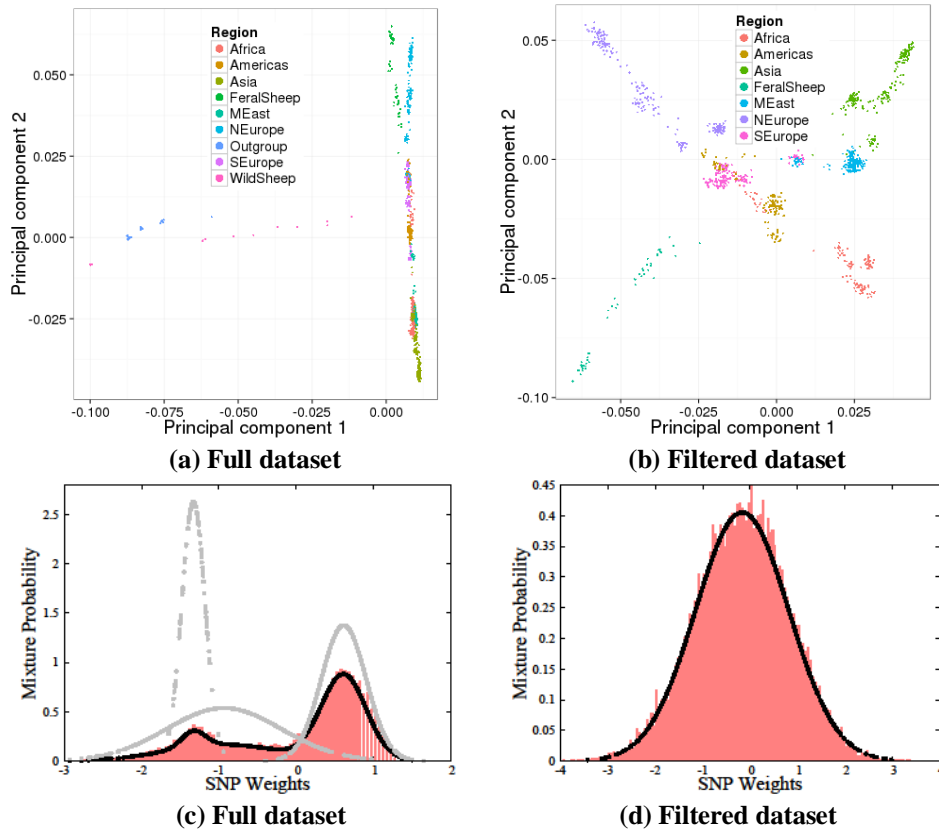 Region
Africa
Americas
Asia
FeralSheep
MEast
NEurope
Outgroup
SEurope
WildSheep
Principal component 2
0.050
0.025
0.000
-0.025
-0.100
-0.075
-0.050
-0.025
0.000
Principal component 1
(a) Full dataset
Region
Africa
Americas
Asia
FeralSheep
MEast
NEurope
SEurope
Principal component 2
0.05
0.00
-0.05
-0.10
-0.050
-0.025
0.000
0.025
Principal component 1
(b) Filtered dataset
Mixture Probability
2.5
2
1.5
1
0.5
0
-3
-2
-1
0
1
2
SNP Weights
(c) Full dataset
Mixture Probability
0.45
0.4
0.35
0.3
0.25
0.2
0.15
0.1
0.05
0
-4
-3
-2
-1
0
1
2
3
4
SNP Weights
(d) Filtered dataset